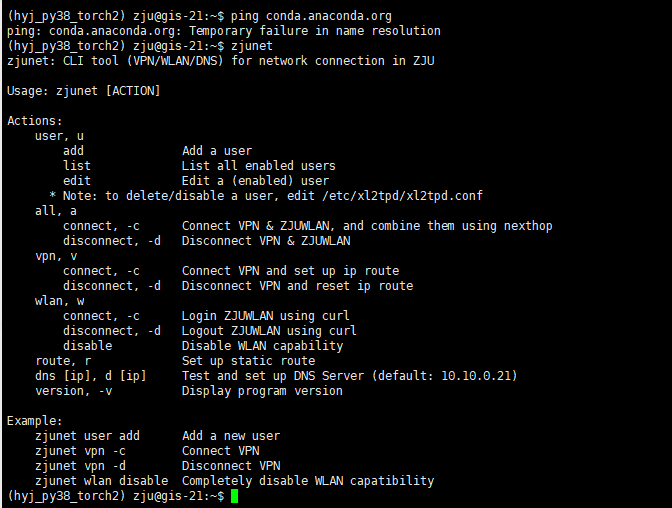 (hyj_py38_torch2) zju@gis-21:~$ ping conda.anaconda.org
ping: conda.anaconda.org: Temporary failure in name resolution
(hyj_py38_torch2) zju@gis-21:~$ zjunet
zjunet: CLI tool (VPN/WLAN/DNS) for network connection in ZJU

Usage: zjunet [ACTION]

Actions:
    user, u
        add                 Add a user
        list                List all enabled users
        edit                Edit a (enabled) user
      * Note: to delete/disable a user, edit /etc/xl2tpd/xl2tpd.conf
    all, a
        connect, -c         Connect VPN & ZJUWLAN, and combine them using nexthop
        disconnect, -d      Disconnect VPN & ZJUWLAN
    vpn, v
        connect, -c         Connect VPN and set up ip route
        disconnect, -d      Disconnect VPN and reset ip route
    wlan, w
        connect, -c         Login ZJUWLAN using curl
        disconnect, -d      Logout ZJUWLAN using curl
        disable             Disable WLAN capability
    route, r                Set up static route
    dns [ip], d [ip]        Test and set up DNS Server (default: 10.10.0.21)
    version, -v             Display program version

Example:
    zjunet user add         Add a new user
    zjunet vpn -c           Connect VPN
    zjunet vpn -d           Disconnect VPN
    zjunet wlan disable     Completely disable WLAN capatibility
(hyj_py38_torch2) zju@gis-21:~$